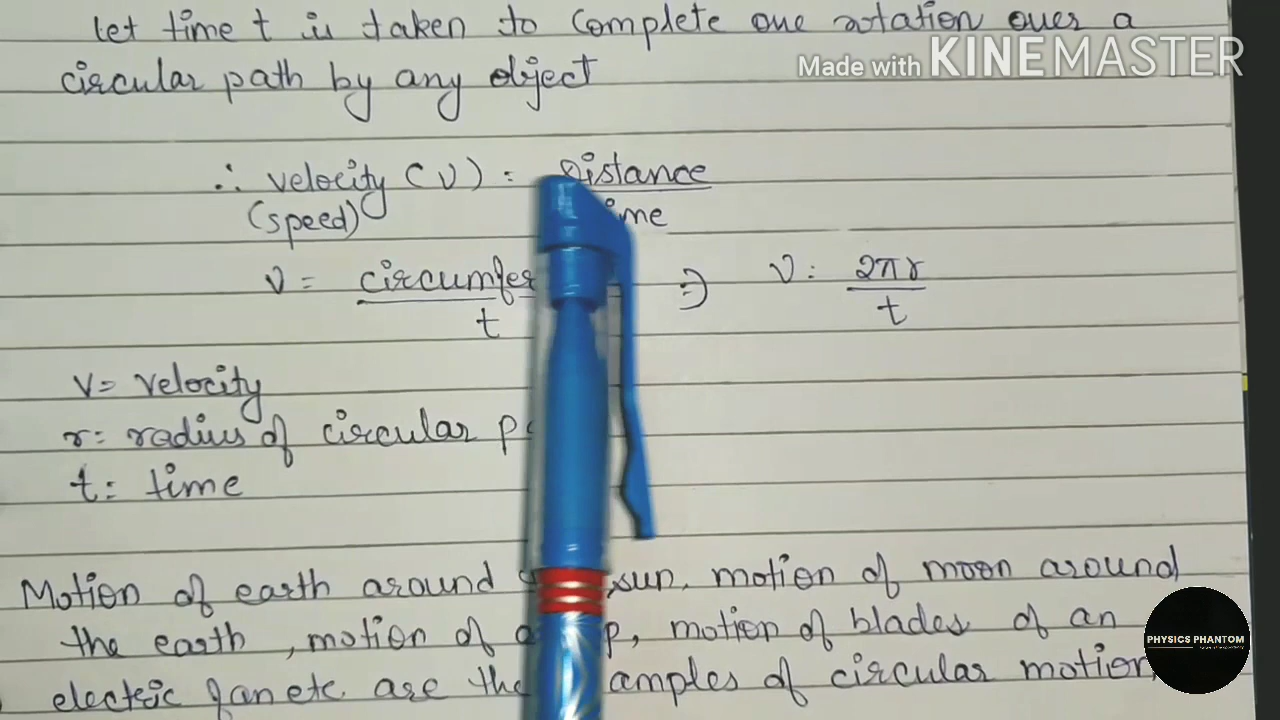 let time t is taken to complete one rotation over a
circular path by any object
Made with KINEMASTER
∴ velocity (v) = Distance
(speed) ime
v = circumfer
t
⇒ v = 2πr
t
v = velocity
r = radius of circular p
t = time
Motion of earth around sun. motion of moon around
the earth, motion of p, motion of blades of an
electric fan etc. are the amples of circular motion
PHYSICS PHANTOM